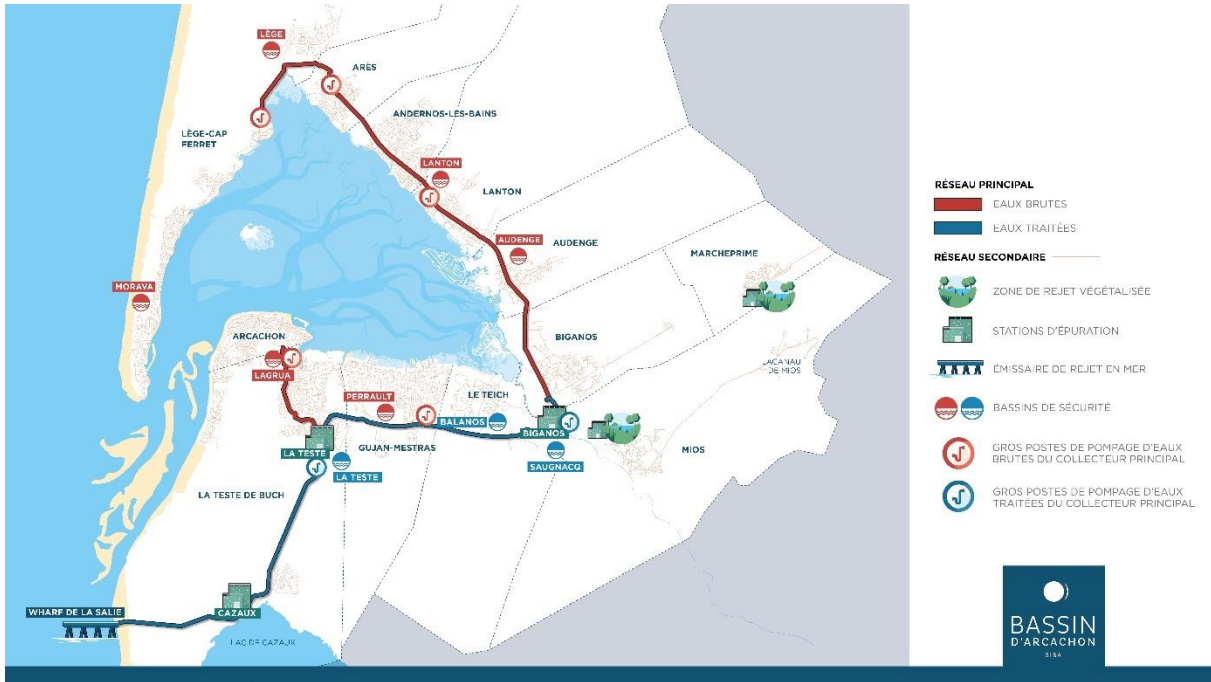 LÈGE
ARÈS
ANDERNOS-LES-BAINS
LÈGE-CAP
FERRET
LANTON
LANTON
AUDENGE
AUDENGE
MARCHEPRIME
MORAVA
ARCACHON
BIGANOS
LACANAU
DE MIOS
LAGRUA
PERRAULT
LE TEICH
BALANOS
BIGANOS
LA TESTE
GUJAN-MESTRAS
MIOS
SAUGNACQ
LA TESTE
LA TESTE DE BUCH
WHARF DE LA SALIE
CAZAUX
LAC DE CAZAUX
RÉSEAU PRINCIPAL
EAUX BRUTES
EAUX TRAITÉES
RÉSEAU SECONDAIRE
ZONE DE REJET VÉGÉTALISÉE
STATIONS D'ÉPURATION
ÉMISSAIRE DE REJET EN MER
BASSINS DE SÉCURITÉ
GROS POSTES DE POMPAGE D'EAUX
BRUTES DU COLLECTEUR PRINCIPAL
GROS POSTES DE POMPAGE D'EAUX
TRAITÉES DU COLLECTEUR PRINCIPAL
BASSIN
D'ARCACHON
SIBA